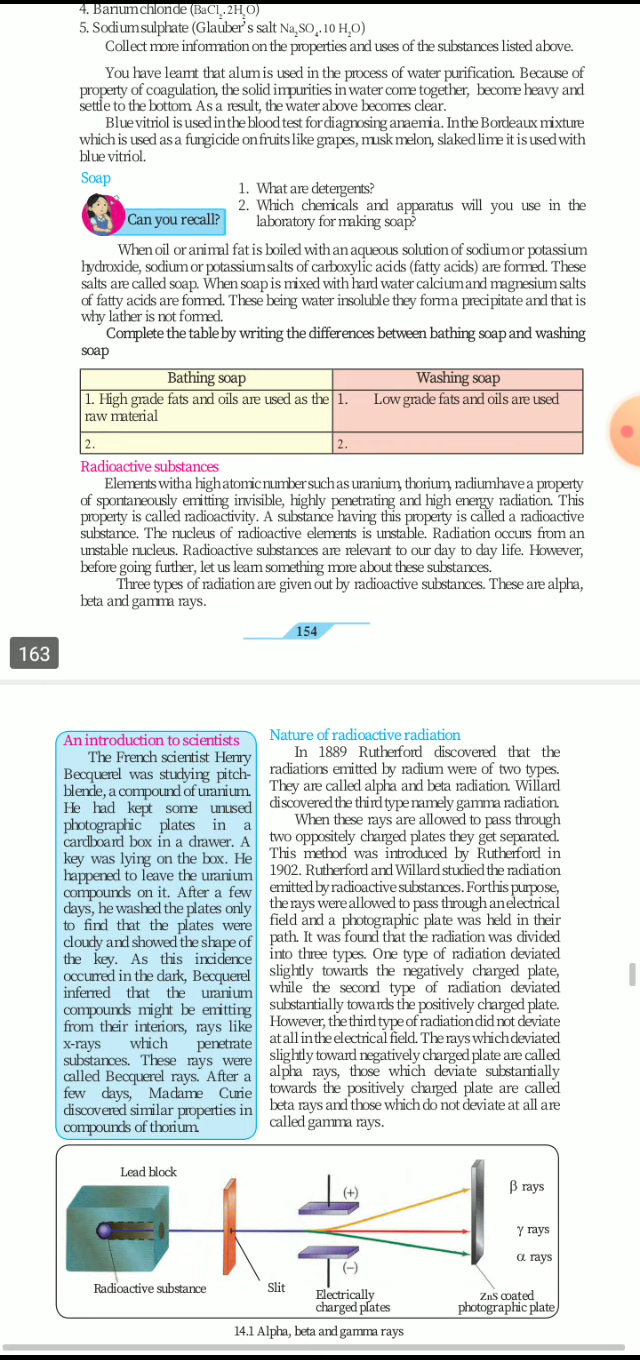 4. Barium chloride (BaCl₂.2H₂O)
5. Sodium sulphate (Glauber's salt Na₂SO₄.10 H₂O)
Collect more information on the properties and uses of the substances listed above.
You have learnt that alum is used in the process of water purification. Because of
property of coagulation, the solid impurities in water come together, become heavy and
settle to the bottom. As a result, the water above becomes clear.
Blue vitriol is used in the blood test for diagnosing anaemia. In the Bordeaux mixture
which is used as a fungicide on fruits like grapes, musk melon, slaked lime it is used with
blue vitriol.
Soap
Can you recall?
1. What are detergents?
2. Which chemicals and apparatus will you use in the
laboratory for making soap?
When oil or animal fat is boiled with an aqueous solution of sodium or potassium
hydroxide, sodium or potassium salts of carboxylic acids (fatty acids) are formed. These
salts are called soap. When soap is mixed with hard water calcium and magnesium salts
of fatty acids are formed. These being water insoluble they form a precipitate and that is
why lather is not formed.
Complete the table by writing the differences between bathing soap and washing
soap
Bathing soap
Washing soap
1. High grade fats and oils are used as the
raw material
1. Low grade fats and oils are used
2.
2.
Radioactive substances
Elements with a high atomic number such as uranium, thorium, radium have a property
of spontaneously emitting invisible, highly penetrating and high energy radiation. This
property is called radioactivity. A substance having this property is called a radioactive
substance. The nucleus of radioactive elements is unstable. Radiation occurs from an
unstable nucleus. Radioactive substances are relevant to our day to day life. However,
before going further, let us learn something more about these substances.
Three types of radiation are given out by radioactive substances. These are alpha,
beta and gamma rays.
154
163
An introduction to scientists
The French scientist Henry
Becquerel was studying pitch-
blende, a compound of uranium.
He had kept some unused
photographic plates in a
cardboard box in a drawer. A
key was lying on the box. He
happened to leave the uranium
compounds on it. After a few
days, he washed the plates only
to find that the plates were
cloudy and showed the shape of
the key. As this incidence
occurred in the dark, Becquerel
inferred that the uranium
compounds might be emitting
from their interiors, rays like
x-rays which penetrate
substances. These rays were
called Becquerel rays. After a
few days, Madame Curie
discovered similar properties in
compounds of thorium.
Nature of radioactive radiation
In 1889 Rutherford discovered that the
radiations emitted by radium were of two types.
They are called alpha and beta radiation. Willard
discovered the third type namely gamma radiation.
When these rays are allowed to pass through
two oppositely charged plates they get separated.
This method was introduced by Rutherford in
1902. Rutherford and Willard studied the radiation
emitted by radioactive substances. For this purpose,
the rays were allowed to pass through an electrical
field and a photographic plate was held in their
path. It was found that the radiation was divided
into three types. One type of radiation deviated
slightly towards the negatively charged plate,
while the second type of radiation deviated
substantially towards the positively charged plate.
However, the third type of radiation did not deviate
at all in the electrical field. The rays which deviated
slightly toward negatively charged plate are called
alpha rays, those which deviate substantially
towards the positively charged plate are called
beta rays and those which do not deviate at all are
called gamma rays.
Lead block
(+)
β rays
γ rays
α rays
(−)
Radioactive substance
Slit
Electrically
charged plates
ZnS coated
photographic plate
14.1 Alpha, beta and gamma rays